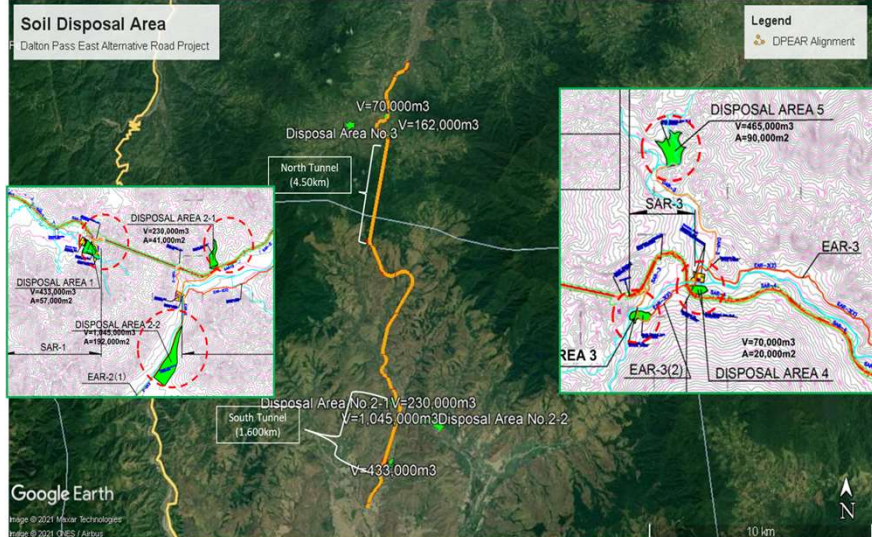 Soil Disposal Area
Dalton Pass East Alternative Road Project
Legend
DPEAR Alignment
V=70,000m3
Disposal Area No.3
V=162,000m3
North Tunnel
(4.50km)
DISPOSAL AREA 5
V=465,000m3
A=90,000m2
SAR-3
EAR-3
REA 3
EAR-3(2)
V=70,000m3
A=20,000m2
DISPOSAL AREA 4
DISPOSAL AREA 2-1
V=230,000m3
A=41,000m2
DISPOSAL AREA 1
V=433,000m3
A=57,000m2
DISPOSAL AREA 2-2
V=1,045,000m3
A=192,000m2
SAR-1
EAR-2(1)
Disposal Area No.2-1
V=230,000m3
V=1,045,000m3
Disposal Area No.2-2
South Tunnel
(1.600km)
V=433,000m3
Google Earth
Image © 2021 Maxar Technologies
Image © 2021 CNES / Airbus
N
10 km